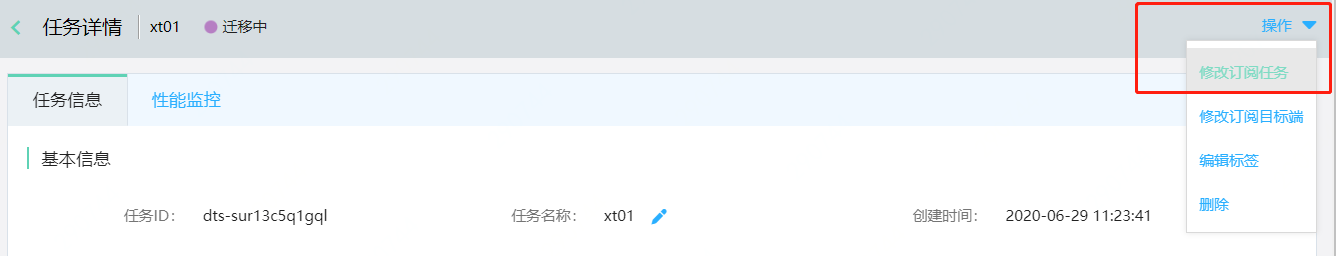 任务详情 xt01 迁移中 操作
修改订阅任务
任务信息 性能监控
修改订阅目标端
基本信息
编辑标签
任务ID： dts-sur13c5q1gql 任务名称： xt01 创建时间： 2020-06-29 11:23:41
删除